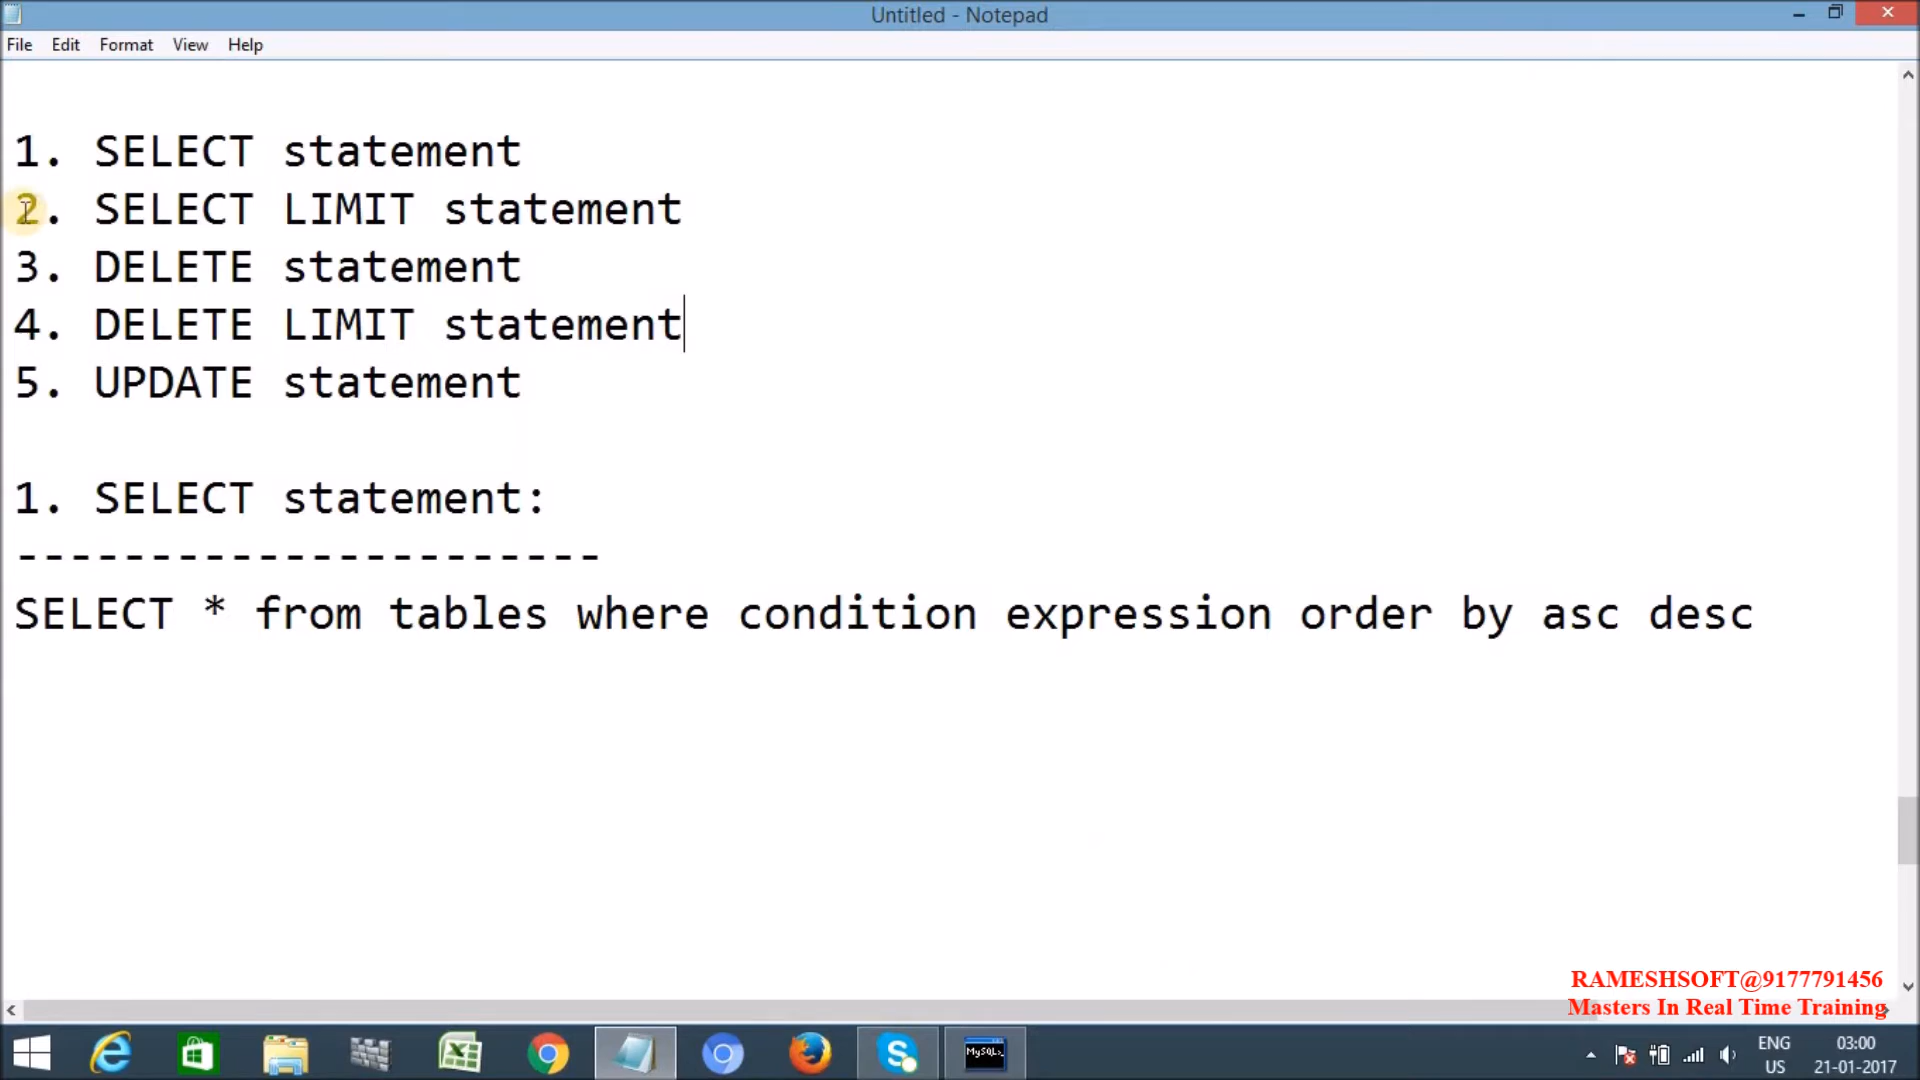 Untitled - Notepad
File Edit Format View Help
1. SELECT statement
2. SELECT LIMIT statement
3. DELETE statement
4. DELETE LIMIT statement
5. UPDATE statement
1. SELECT statement:
----------------------
SELECT * from tables where condition expression order by asc desc
RAMESHSOFT@9177791456
Masters In Real Time Training
MySQL>
ENG 03:00
US 21-01-2017